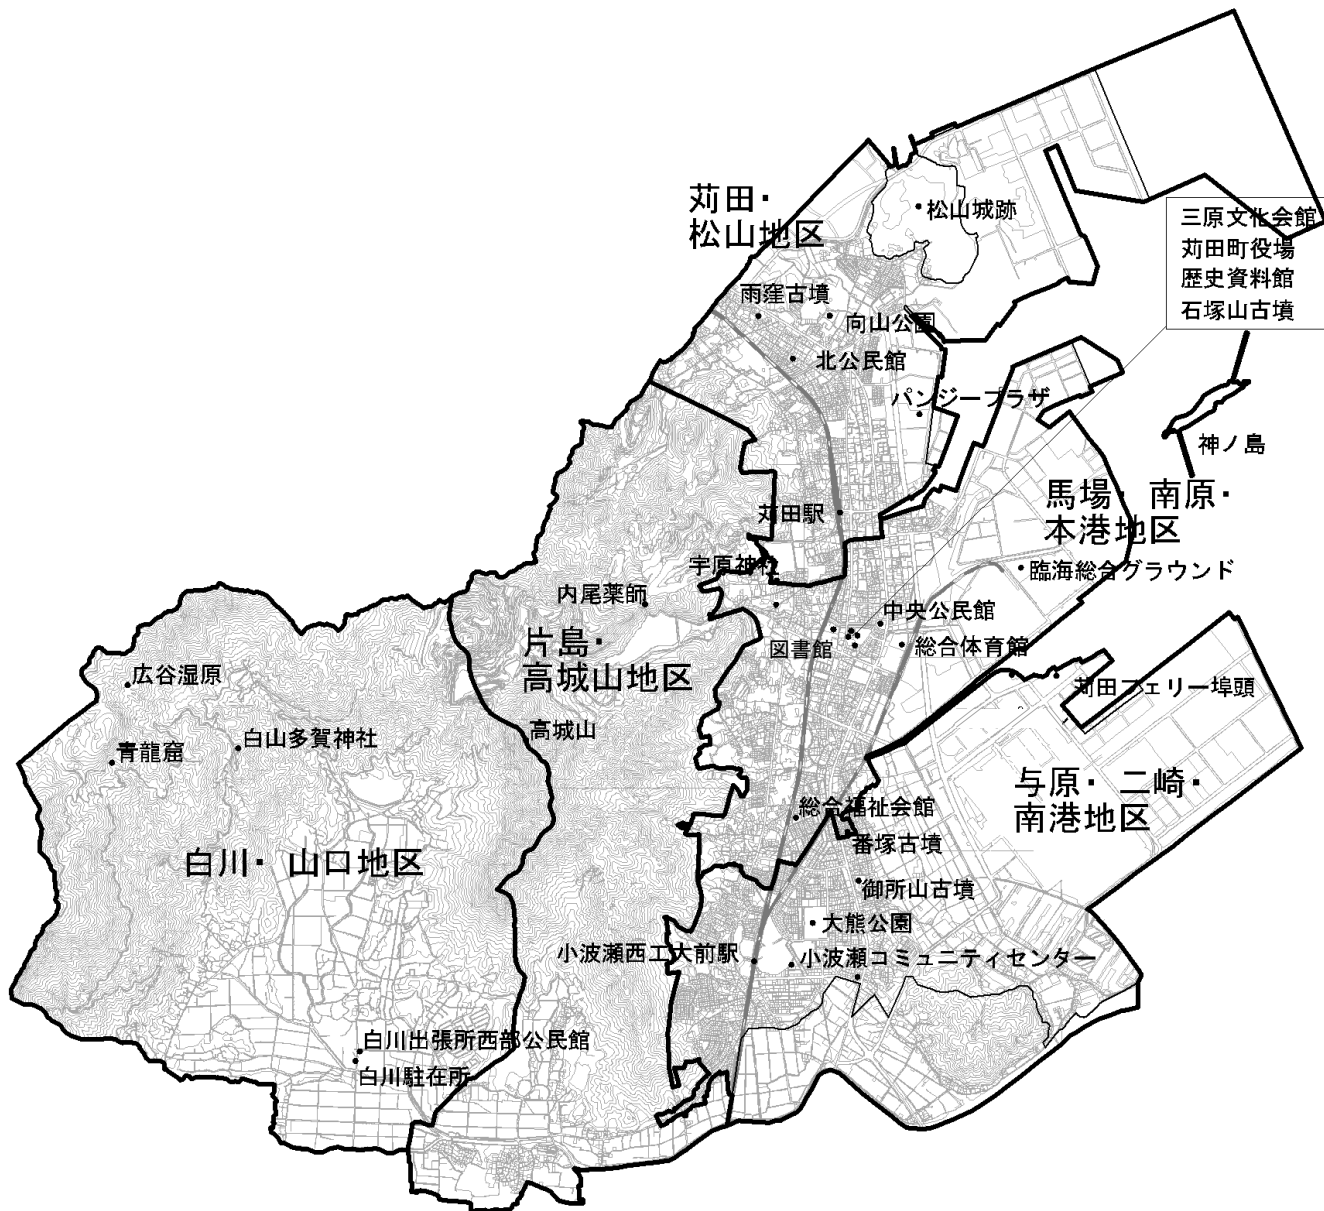 苅田・
松山地区
松山城跡
三原文化会館
苅田町役場
歴史資料館
石塚山古墳
雨窪古墳
向山公園
北公民館
パンジープラザ
神ノ島
馬場・南原・
本港地区
苅田駅
宇原神社
臨海総合グラウンド
内尾薬師
中央公民館
図書館
総合体育館
片島・
高城山地区
広谷湿原
苅田フェリー埠頭
高城山
白山多賀神社
青龍窟
与原・二崎・
南港地区
総合福祉会館
番塚古墳
白川・山口地区
御所山古墳
大熊公園
小波瀬西工大前駅
小波瀬コミュニティセンター
白川出張所西部公民館
白川駐在所